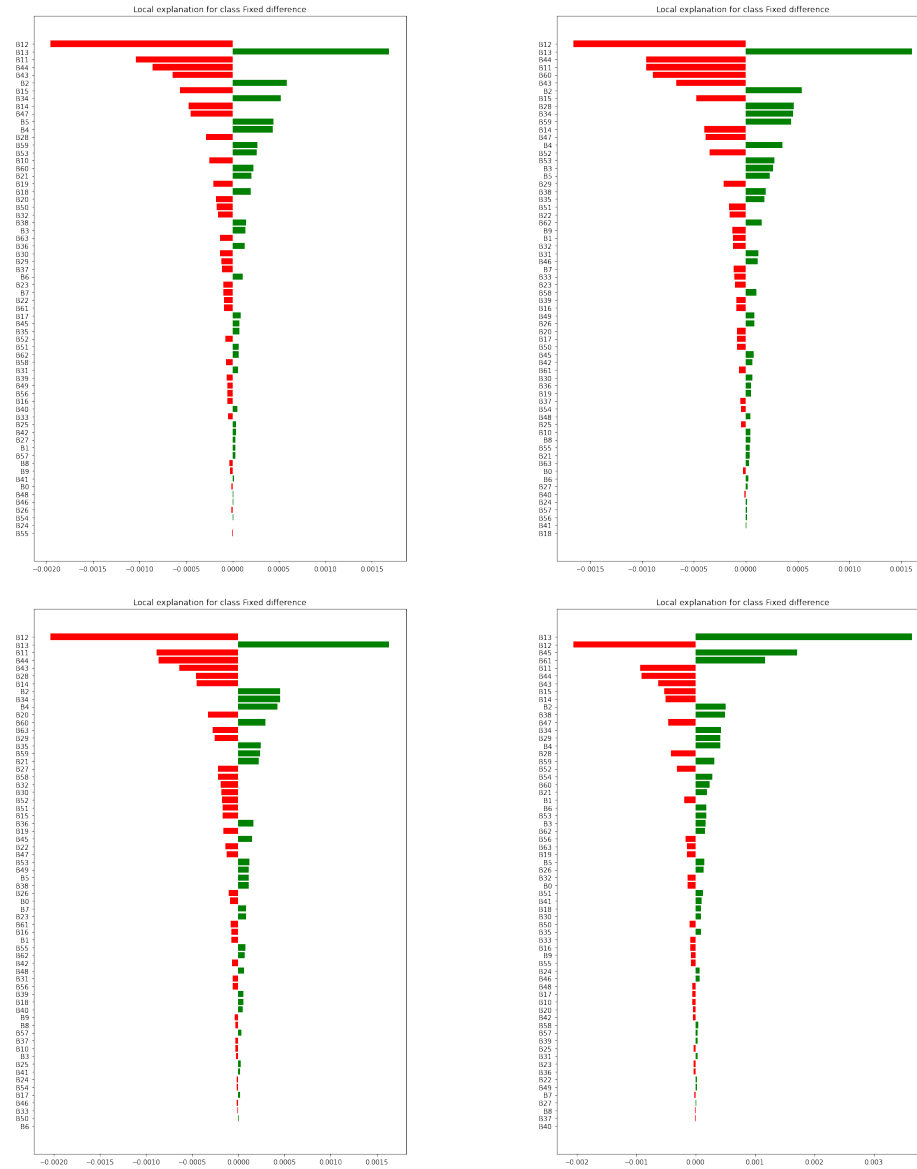 Local explanation for class Fixed difference
B12
B13
B11
B44
B43
B2
B15
B34
B14
B47
B5
B4
B28
B59
B53
B10
B60
B21
B19
B18
B20
B50
B32
B38
B3
B63
B36
B30
B29
B37
B6
B23
B7
B22
B61
B17
B45
B35
B52
B51
B62
B58
B31
B39
B49
B56
B16
B40
B33
B25
B42
B27
B1
B57
B8
B9
B41
B0
B48
B46
B26
B54
B24
B55
−0.0020 −0.0015 −0.0010 −0.0005 0.0000 0.0005 0.0010 0.0015
Local explanation for class Fixed difference
B12
B13
B44
B11
B60
B43
B2
B15
B28
B34
B59
B14
B47
B4
B52
B53
B3
B5
B29
B38
B35
B51
B22
B62
B9
B1
B32
B31
B46
B7
B33
B23
B58
B39
B16
B49
B26
B20
B17
B50
B45
B42
B61
B30
B36
B19
B37
B54
B48
B25
B10
B8
B55
B21
B63
B0
B6
B27
B40
B24
B57
B56
B41
B18
−0.0015 −0.0010 −0.0005 0.0000 0.0005 0.0010 0.0015
Local explanation for class Fixed difference
B12
B13
B11
B44
B43
B28
B14
B2
B34
B4
B20
B60
B63
B29
B35
B59
B21
B27
B58
B32
B30
B52
B51
B15
B36
B19
B45
B22
B47
B53
B49
B5
B38
B26
B0
B7
B23
B61
B16
B1
B55
B62
B42
B48
B31
B56
B39
B18
B40
B9
B8
B57
B37
B10
B3
B25
B41
B24
B54
B17
B46
B33
B50
B6
−0.0020 −0.0015 −0.0010 −0.0005 0.0000 0.0005 0.0010 0.0015
Local explanation for class Fixed difference
B13
B12
B45
B61
B11
B44
B43
B15
B14
B2
B38
B47
B34
B29
B4
B28
B59
B52
B54
B60
B21
B1
B6
B53
B3
B62
B56
B63
B19
B5
B26
B32
B0
B51
B41
B18
B30
B50
B35
B33
B16
B9
B55
B24
B46
B48
B17
B10
B20
B42
B58
B57
B39
B25
B31
B23
B36
B22
B49
B7
B27
B8
B37
B40
−0.002 −0.001 0.000 0.001 0.002 0.003